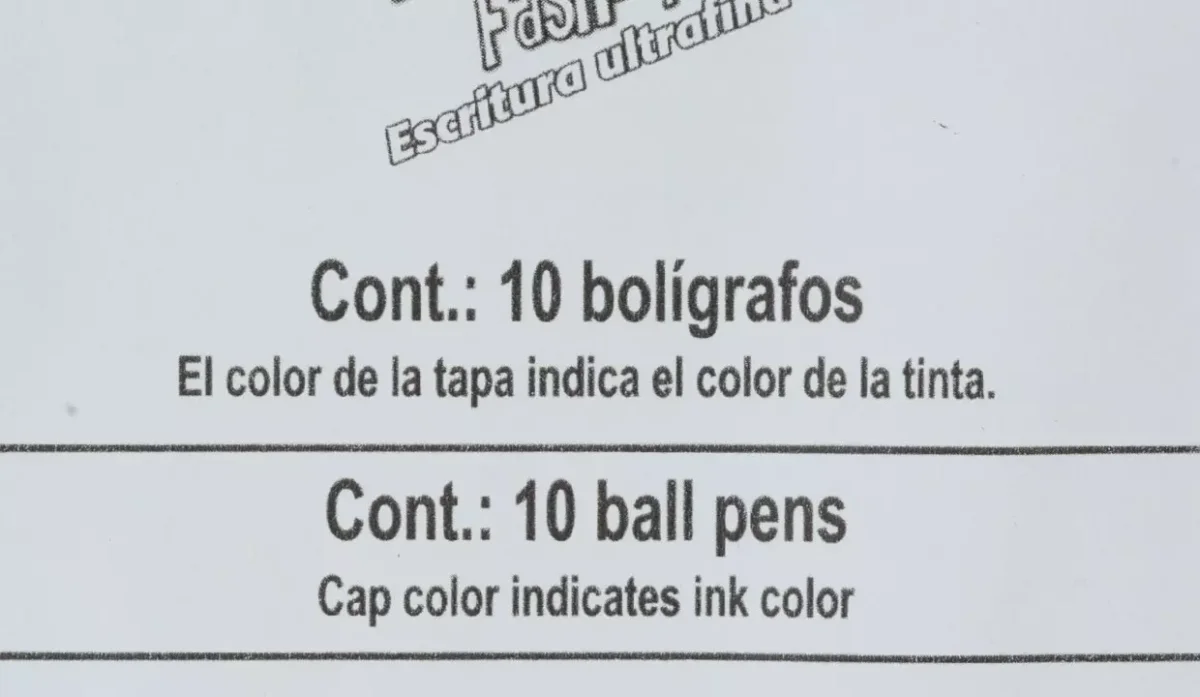 Escritura ultrafina
Cont.: 10 bolígrafos
El color de la tapa indica el color de la tinta.
Cont.: 10 ball pens
Cap color indicates ink color